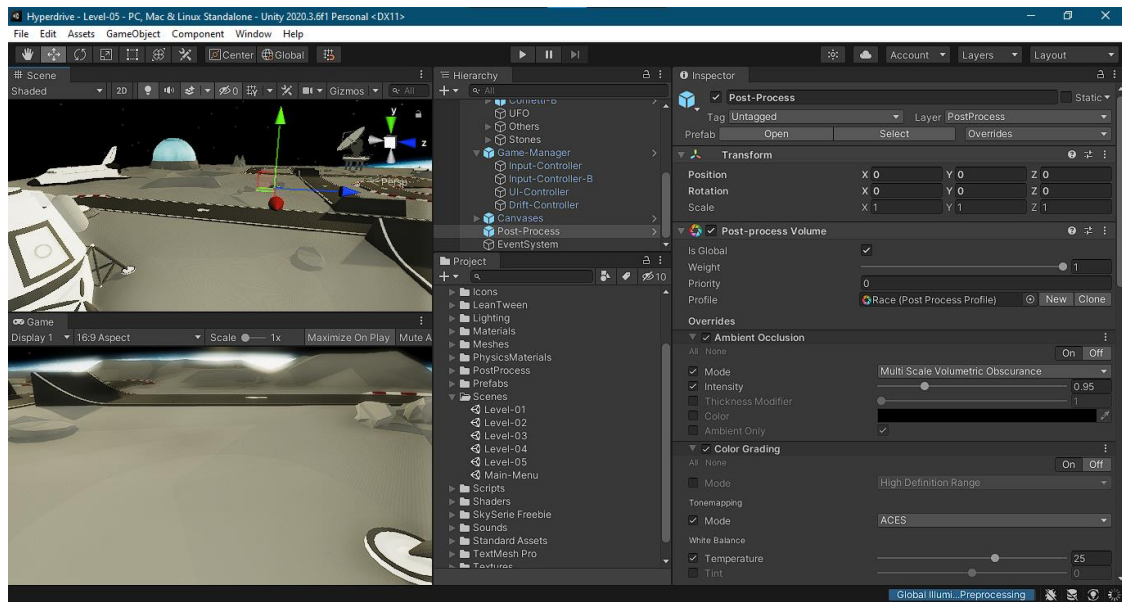 Hyperdrive - Level-05 - PC, Mac & Linux Standalone - Unity 2020.3.6f1 Personal <DX11>
File Edit Assets GameObject Component Window Help
Center Global
Account Layers Layout
# Scene
Shaded 2D 0 Gizmos All
y
z
Persp
Game
Display 1 16:9 Aspect Scale 1x Maximize On Play Mute A
Hierarchy
All
Confetti-B
UFO
Others
Stones
Game-Manager
Input-Controller
Input-Controller-B
UI-Controller
Drift-Controller
Canvases
Post-Process
EventSystem
Project
10
Icons
LeanTween
Lighting
Materials
Meshes
PhysicsMaterials
PostProcess
Prefabs
Scenes
Level-01
Level-02
Level-03
Level-04
Level-05
Main-Menu
Scripts
Shaders
SkySerie Freebie
Sounds
Standard Assets
TextMesh Pro
Textures
Inspector
Post-Process Static
Tag Untagged Layer PostProcess
Prefab Open Select Overrides
Transform
Position X 0 Y 0 Z 0
Rotation X 0 Y 0 Z 0
Scale X 1 Y 1 Z 1
Post-process Volume
Is Global
Weight 1
Priority 0
Profile Race (Post Process Profile) New Clone
Overrides
Ambient Occlusion
All None On Off
Mode Multi Scale Volumetric Obscurance
Intensity 0.95
Thickness Modifier 1
Color
Ambient Only
Color Grading
All None On Off
Mode High Definition Range
Tonemapping
Mode ACES
White Balance
Temperature 25
Tint 0
Global Illumi...Preprocessing